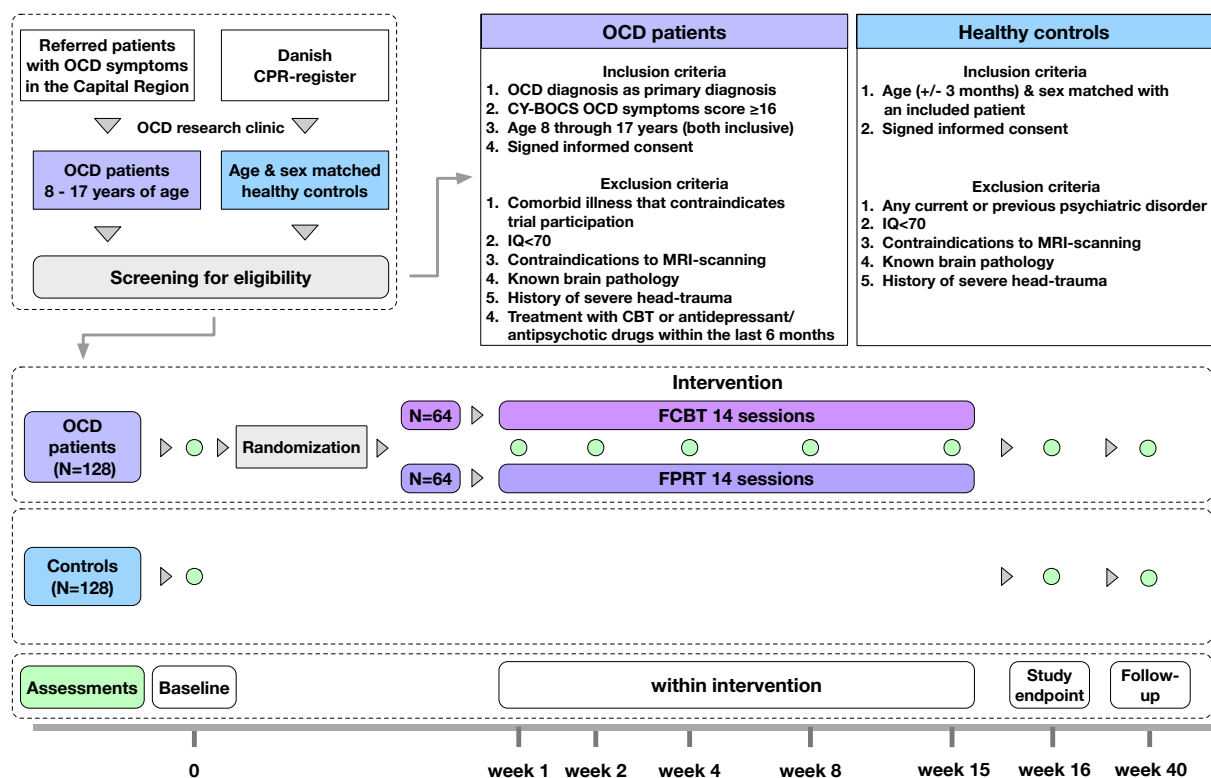 Referred patients
with OCD symptoms
in the Capital Region
Danish
CPR-register
OCD research clinic
OCD patients
8 - 17 years of age
Age & sex matched
healthy controls
Screening for eligibility
OCD patients
Inclusion criteria
1. OCD diagnosis as primary diagnosis
2. CY-BOCS OCD symptoms score ≥16
3. Age 8 through 17 years (both inclusive)
4. Signed informed consent
Exclusion criteria
1. Comorbid illness that contraindicates
trial participation
2. IQ<70
3. Contraindications to MRI-scanning
4. Known brain pathology
5. History of severe head-trauma
4. Treatment with CBT or antidepressant/
antipsychotic drugs within the last 6 months
Healthy controls
Inclusion criteria
1. Age (+/- 3 months) & sex matched with
an included patient
2. Signed informed consent
Exclusion criteria
1. Any current or previous psychiatric disorder
2. IQ<70
3. Contraindications to MRI-scanning
4. Known brain pathology
5. History of severe head-trauma
Intervention
OCD
patients
(N=128)
Randomization
N=64
FCBT 14 sessions
N=64
FPRT 14 sessions
Controls
(N=128)
Assessments
Baseline
within intervention
Study
endpoint
Follow-
up
0
week 1
week 2
week 4
week 8
week 15
week 16
week 40